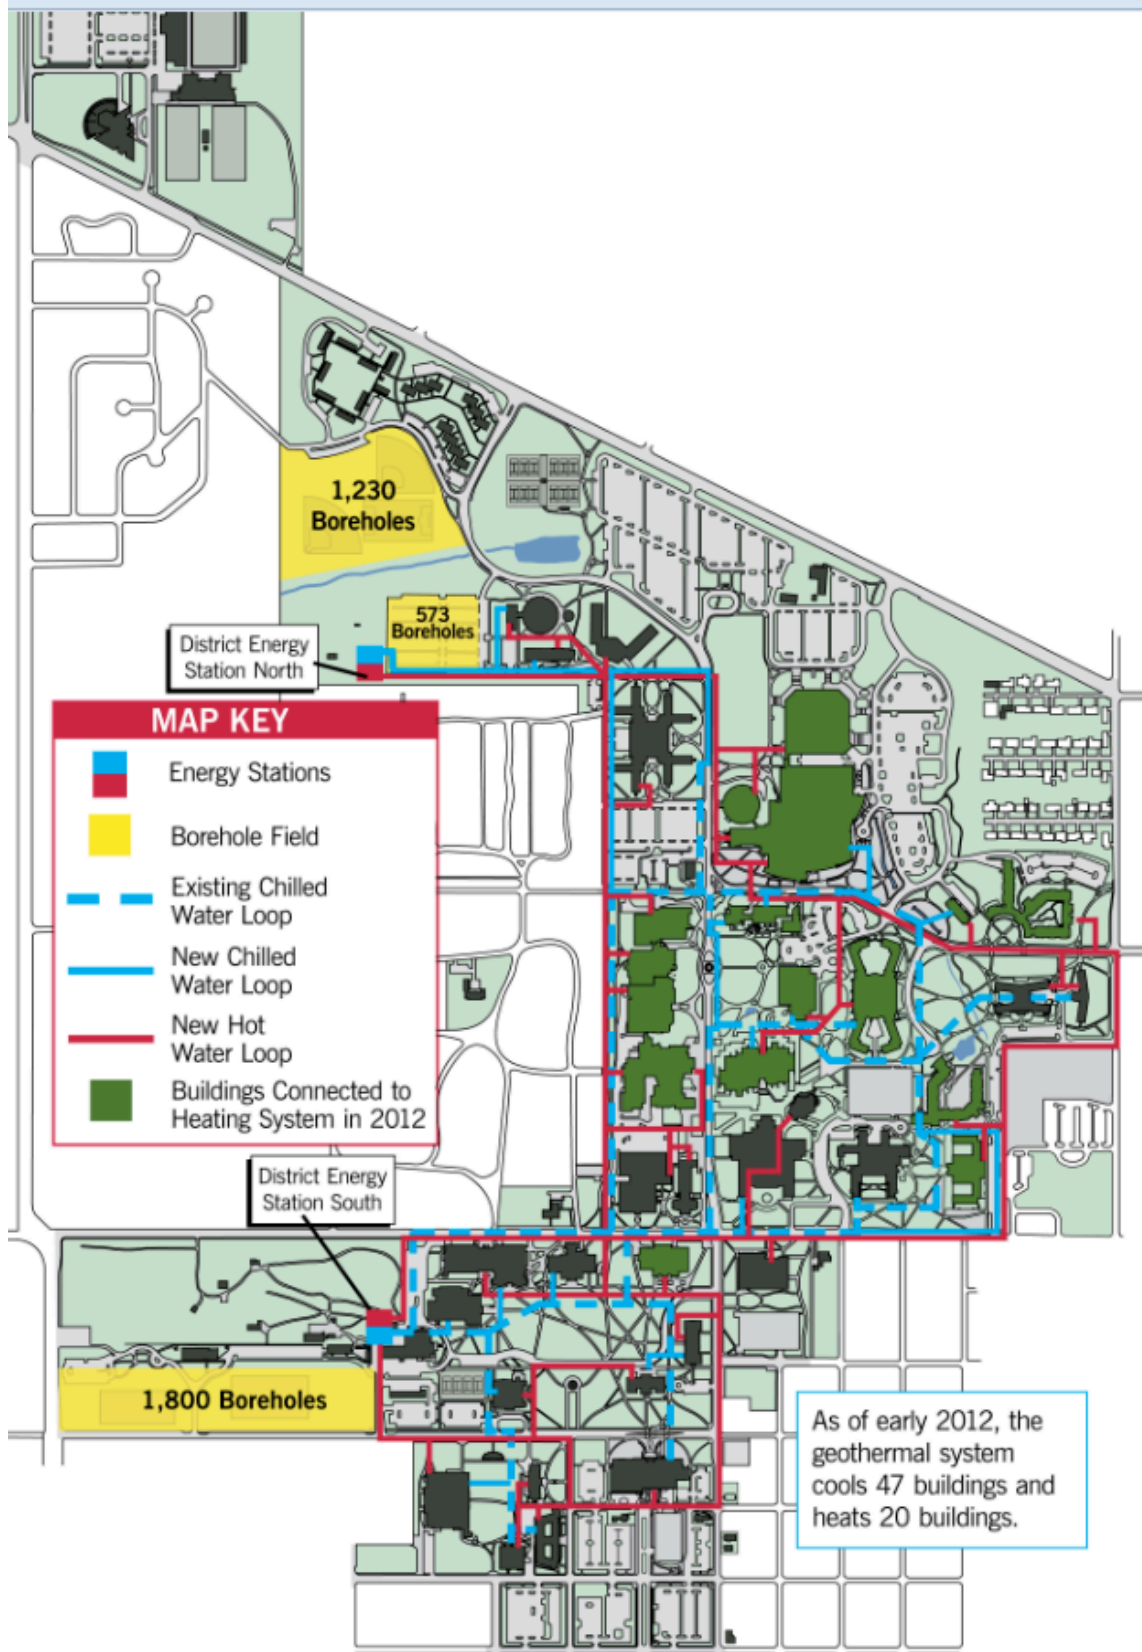 1,230
Boreholes
573
Boreholes
District Energy
Station North
MAP KEY
Energy Stations
Borehole Field
Existing Chilled
Water Loop
New Chilled
Water Loop
New Hot
Water Loop
Buildings Connected to
Heating System in 2012
District Energy
Station South
1,800 Boreholes
As of early 2012, the
geothermal system
cools 47 buildings and
heats 20 buildings.